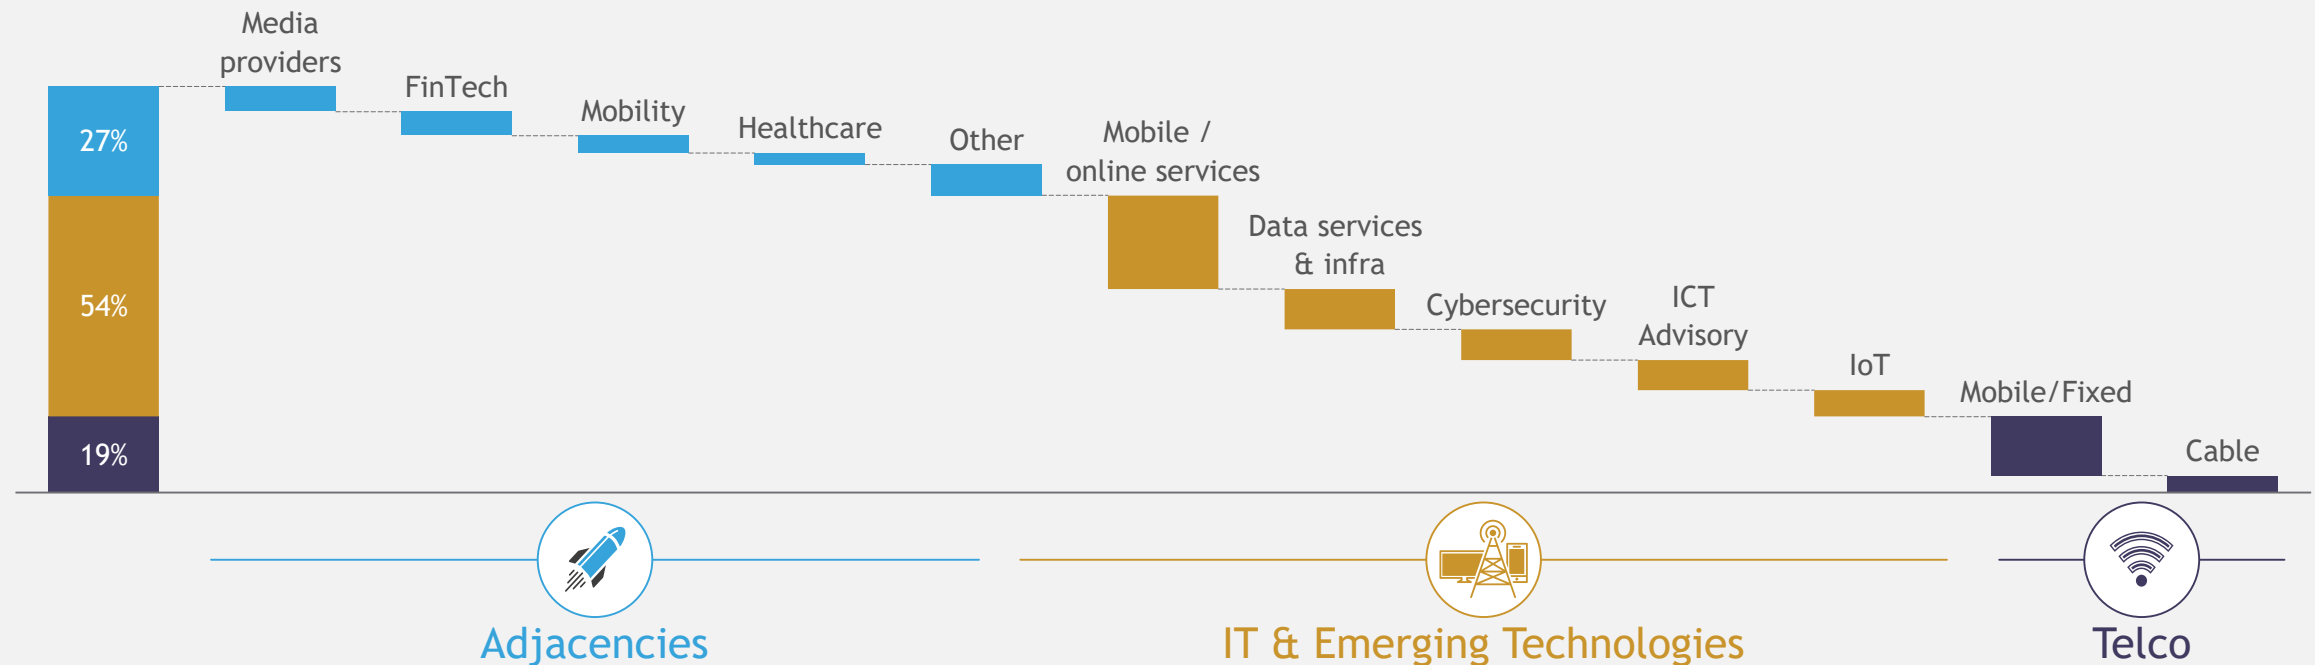 Media
providers
FinTech
Mobility
Healthcare
Other
Mobile /
online services
Data services
& infra
Cybersecurity
ICT
Advisory
IoT
Mobile/Fixed
Cable
27%
54%
19%
Adjacencies
IT & Emerging Technologies
Telco